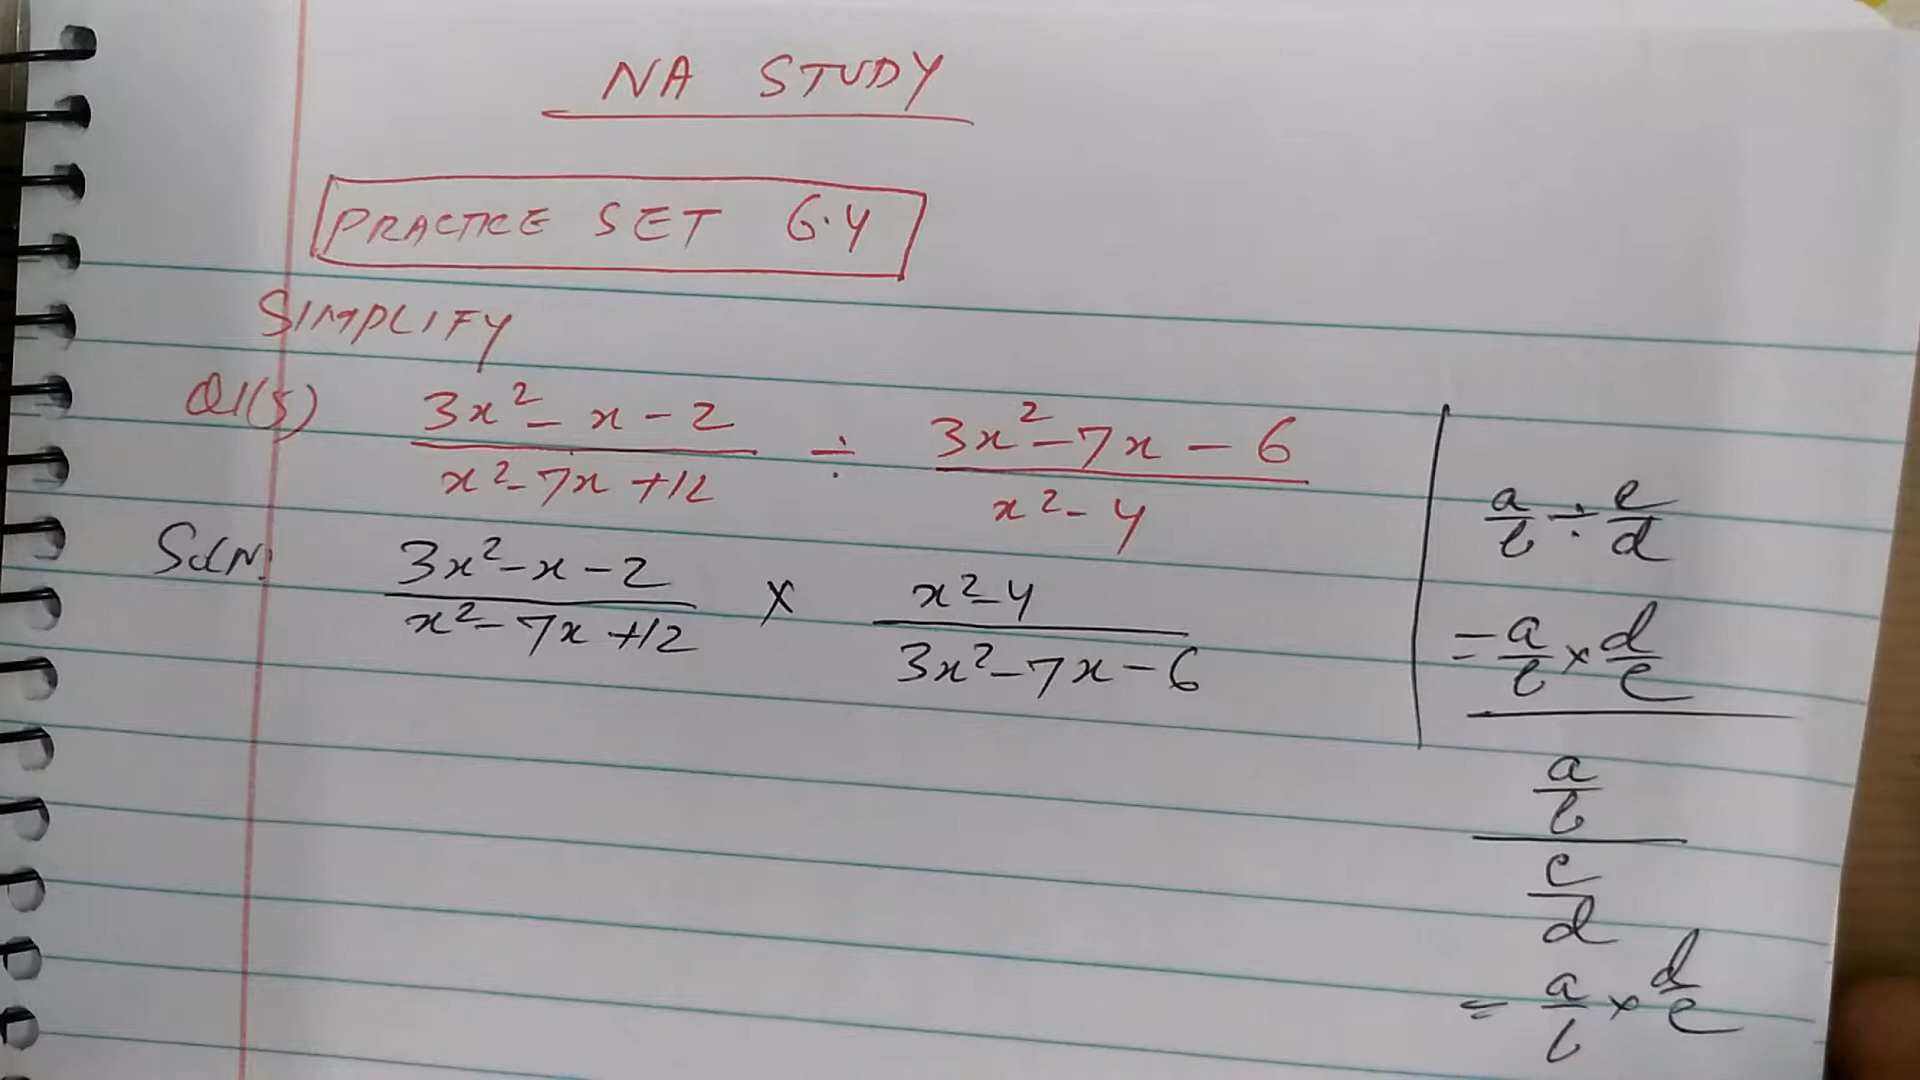 NA STUDY
PRACTICE SET 6.4
SIMPLIFY
Q1(5) 3x²-x-2 / x²-7x+12 ÷ 3x²-7x-6 / x²-4
SolN: 3x²-x-2 / x²-7x+12 × x²-4 / 3x²-7x-6
a/b ÷ c/d
= a/b × d/c
a/b
c/d
= a/b × d/c